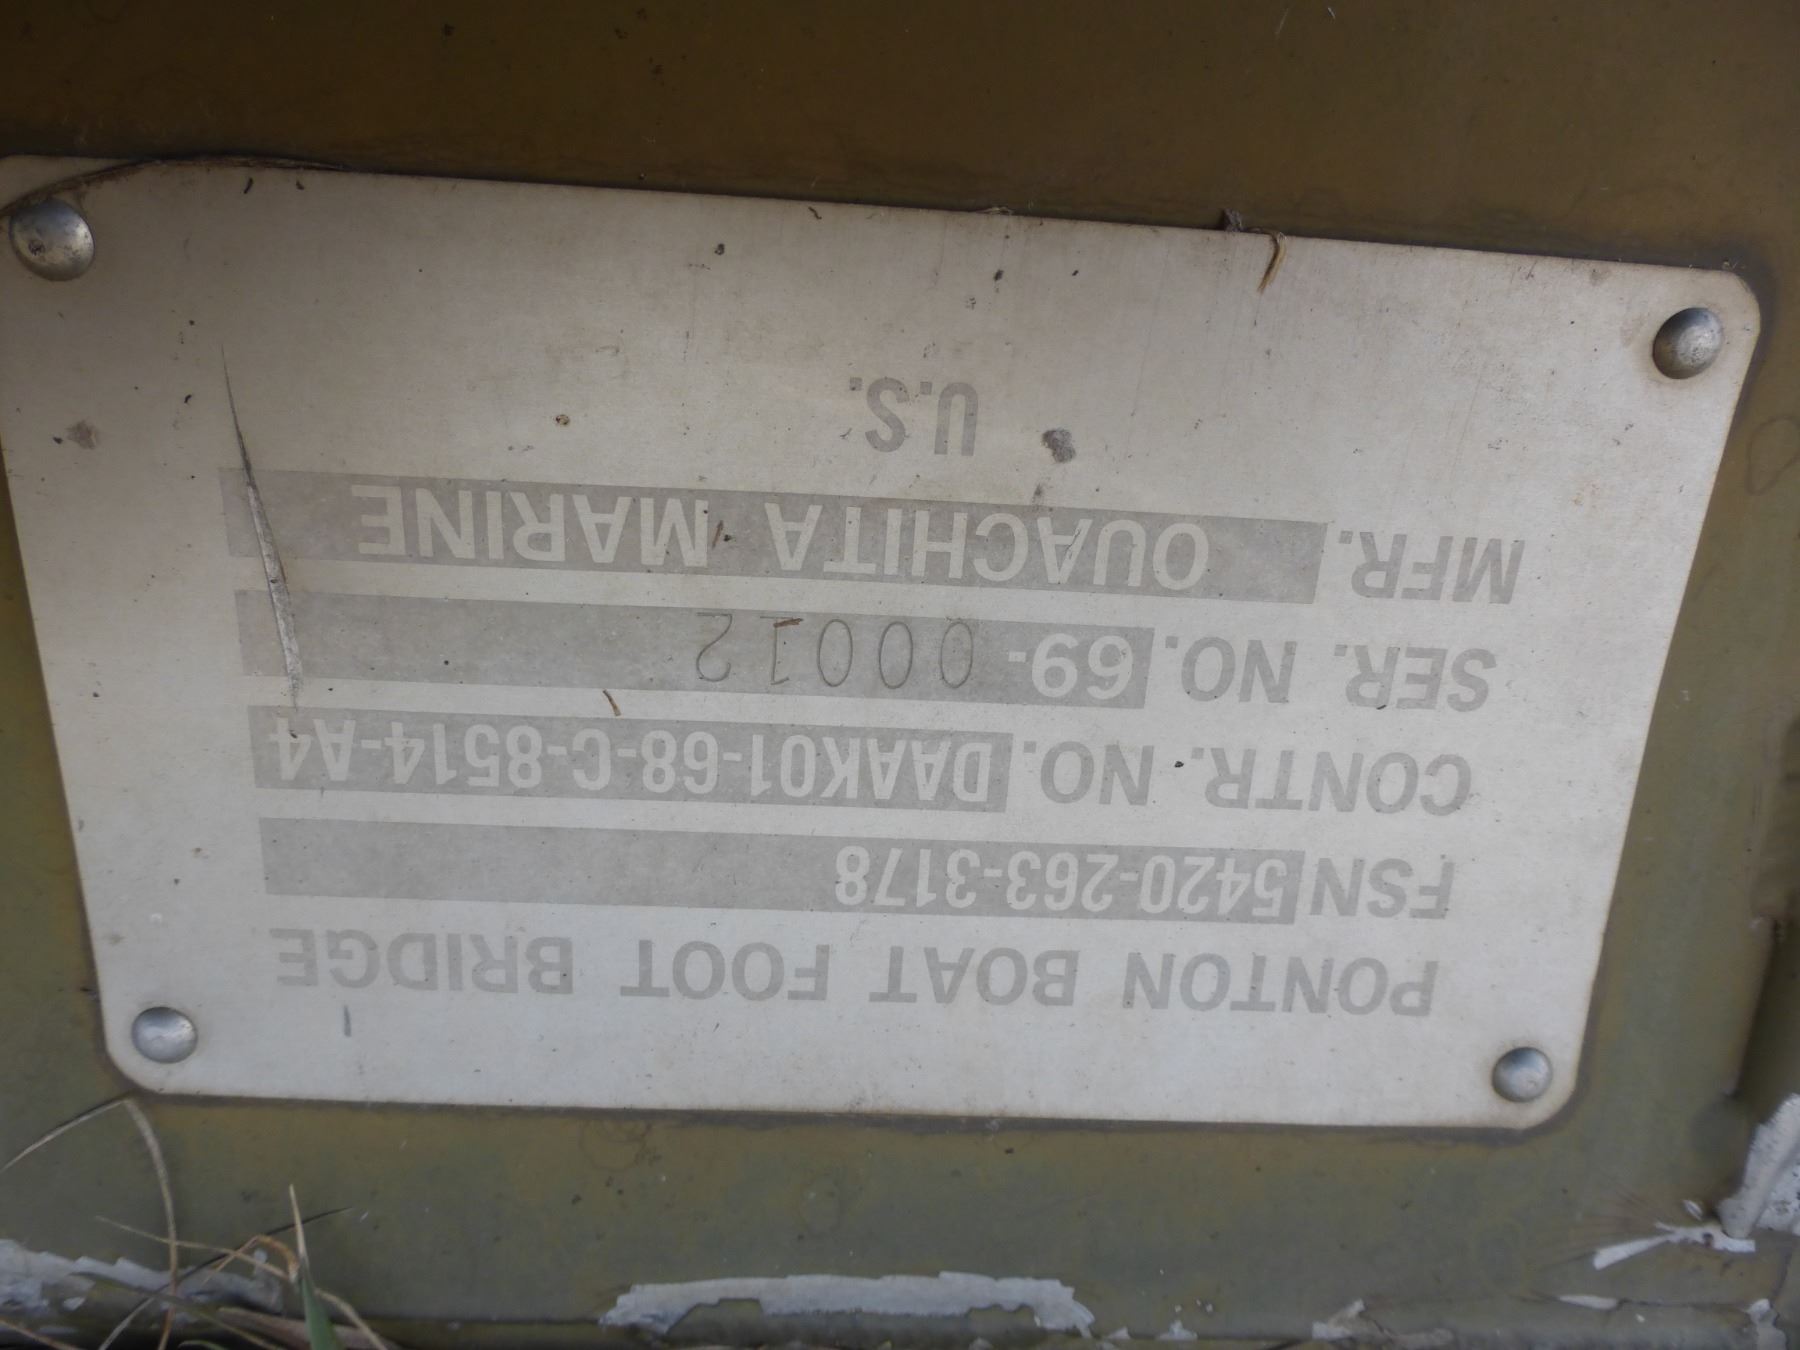 PONTON BOAT FOOT BRIDGE
FSN 5420-263-3178
CONTR. NO. DAAK01-68-C-8514-A4
SER. NO. 69- 00012
MFR. OUACHITA MARINE
U.S.